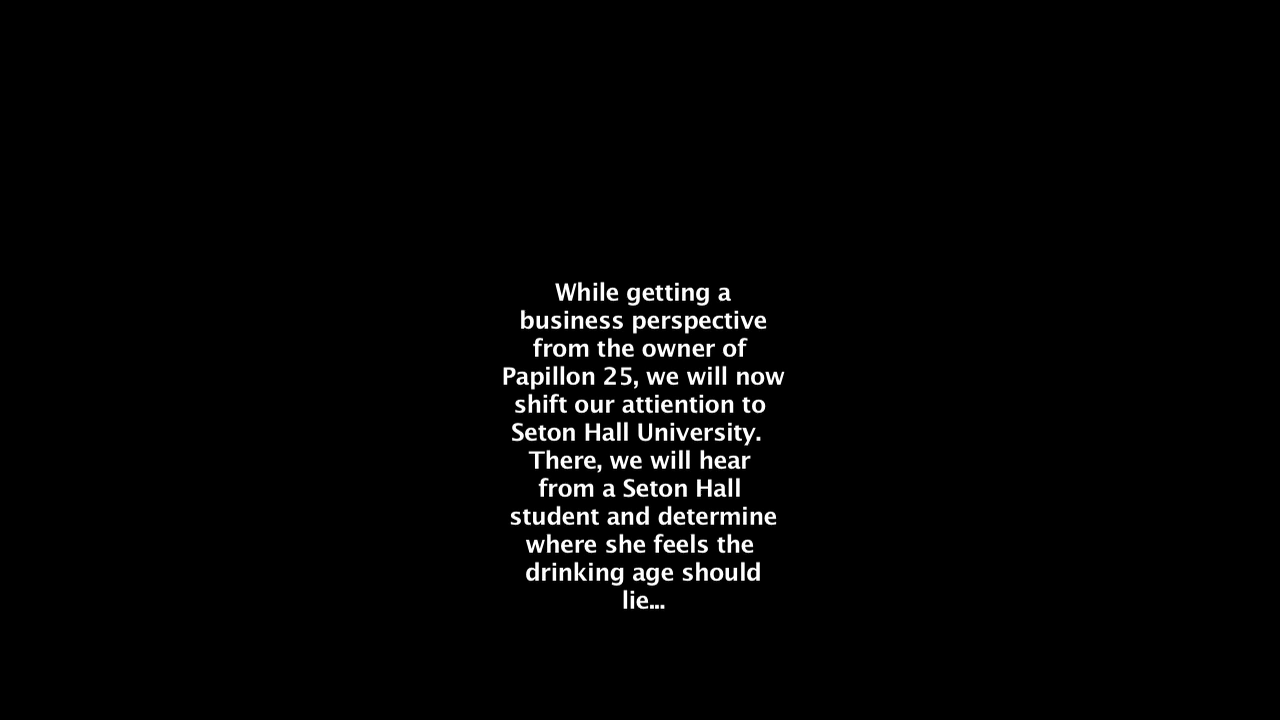 While getting a
business perspective
from the owner of
Papillon 25, we will now
shift our attiention to
Seton Hall University.
There, we will hear
from a Seton Hall
student and determine
where she feels the
drinking age should
lie...